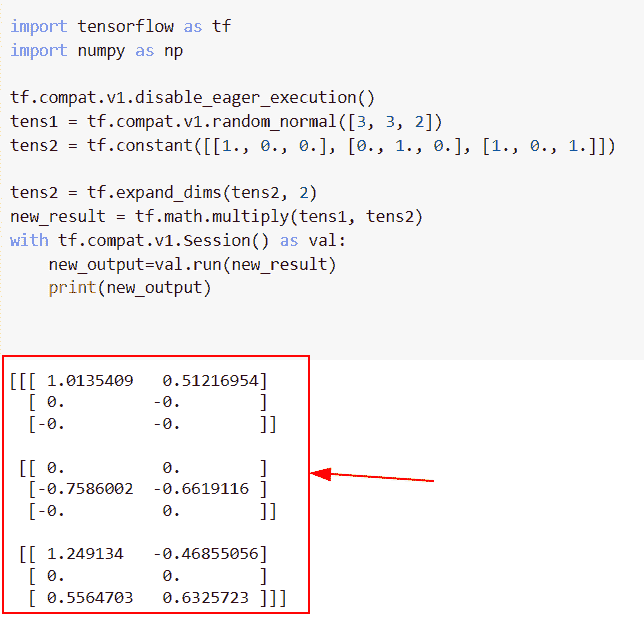 import tensorflow as tf
import numpy as np
tf.compat.v1.disable_eager_execution()
tens1 = tf.compat.v1.random_normal([3, 3, 2])
tens2 = tf.constant([[1., 0., 0.], [0., 1., 0.], [1., 0., 1.]])
tens2 = tf.expand_dims(tens2, 2)
new_result = tf.math.multiply(tens1, tens2)
with tf.compat.v1.Session() as val:
    new_output=val.run(new_result)
    print(new_output)
[[[ 1.0135409   0.51216954]
  [ 0.         -0.        ]
  [-0.         -0.        ]]
 [[ 0.          0.        ]
  [-0.7586002  -0.6619116 ]
  [-0.          0.        ]]
 [[ 1.249134   -0.46855056]
  [ 0.          0.        ]
  [ 0.5564703   0.6325723 ]]]